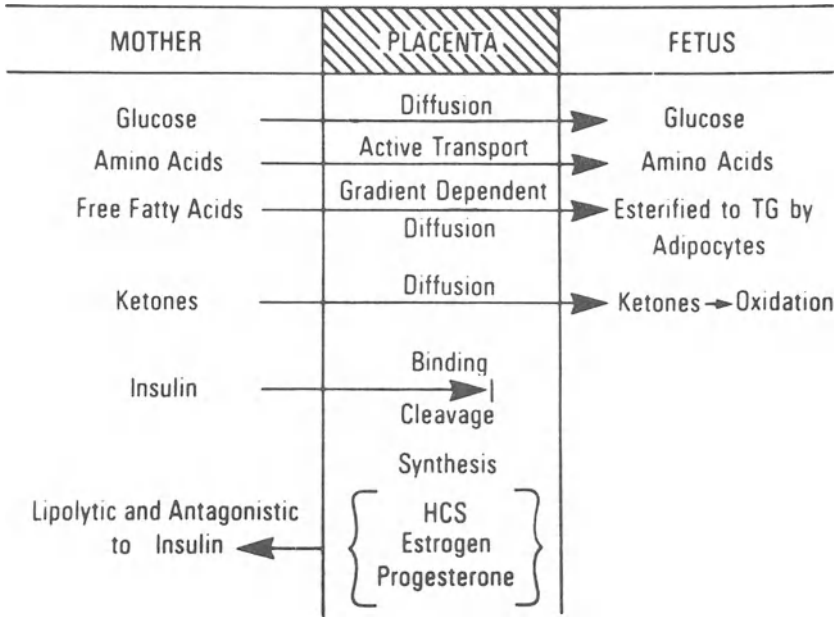 MOTHER PLACENTA FETUS
Diffusion
Glucose Glucose
Amino Acids Active Transport Amino Acids
Free Fatty Acids Gradient Dependent Esterified to TG by
Diffusion Adipocytes
Ketones Diffusion Ketones → Oxidation
Binding
Insulin
Cleavage
Synthesis
Lipolytic and Antagonistic HCS
to Insulin Estrogen
Progesterone